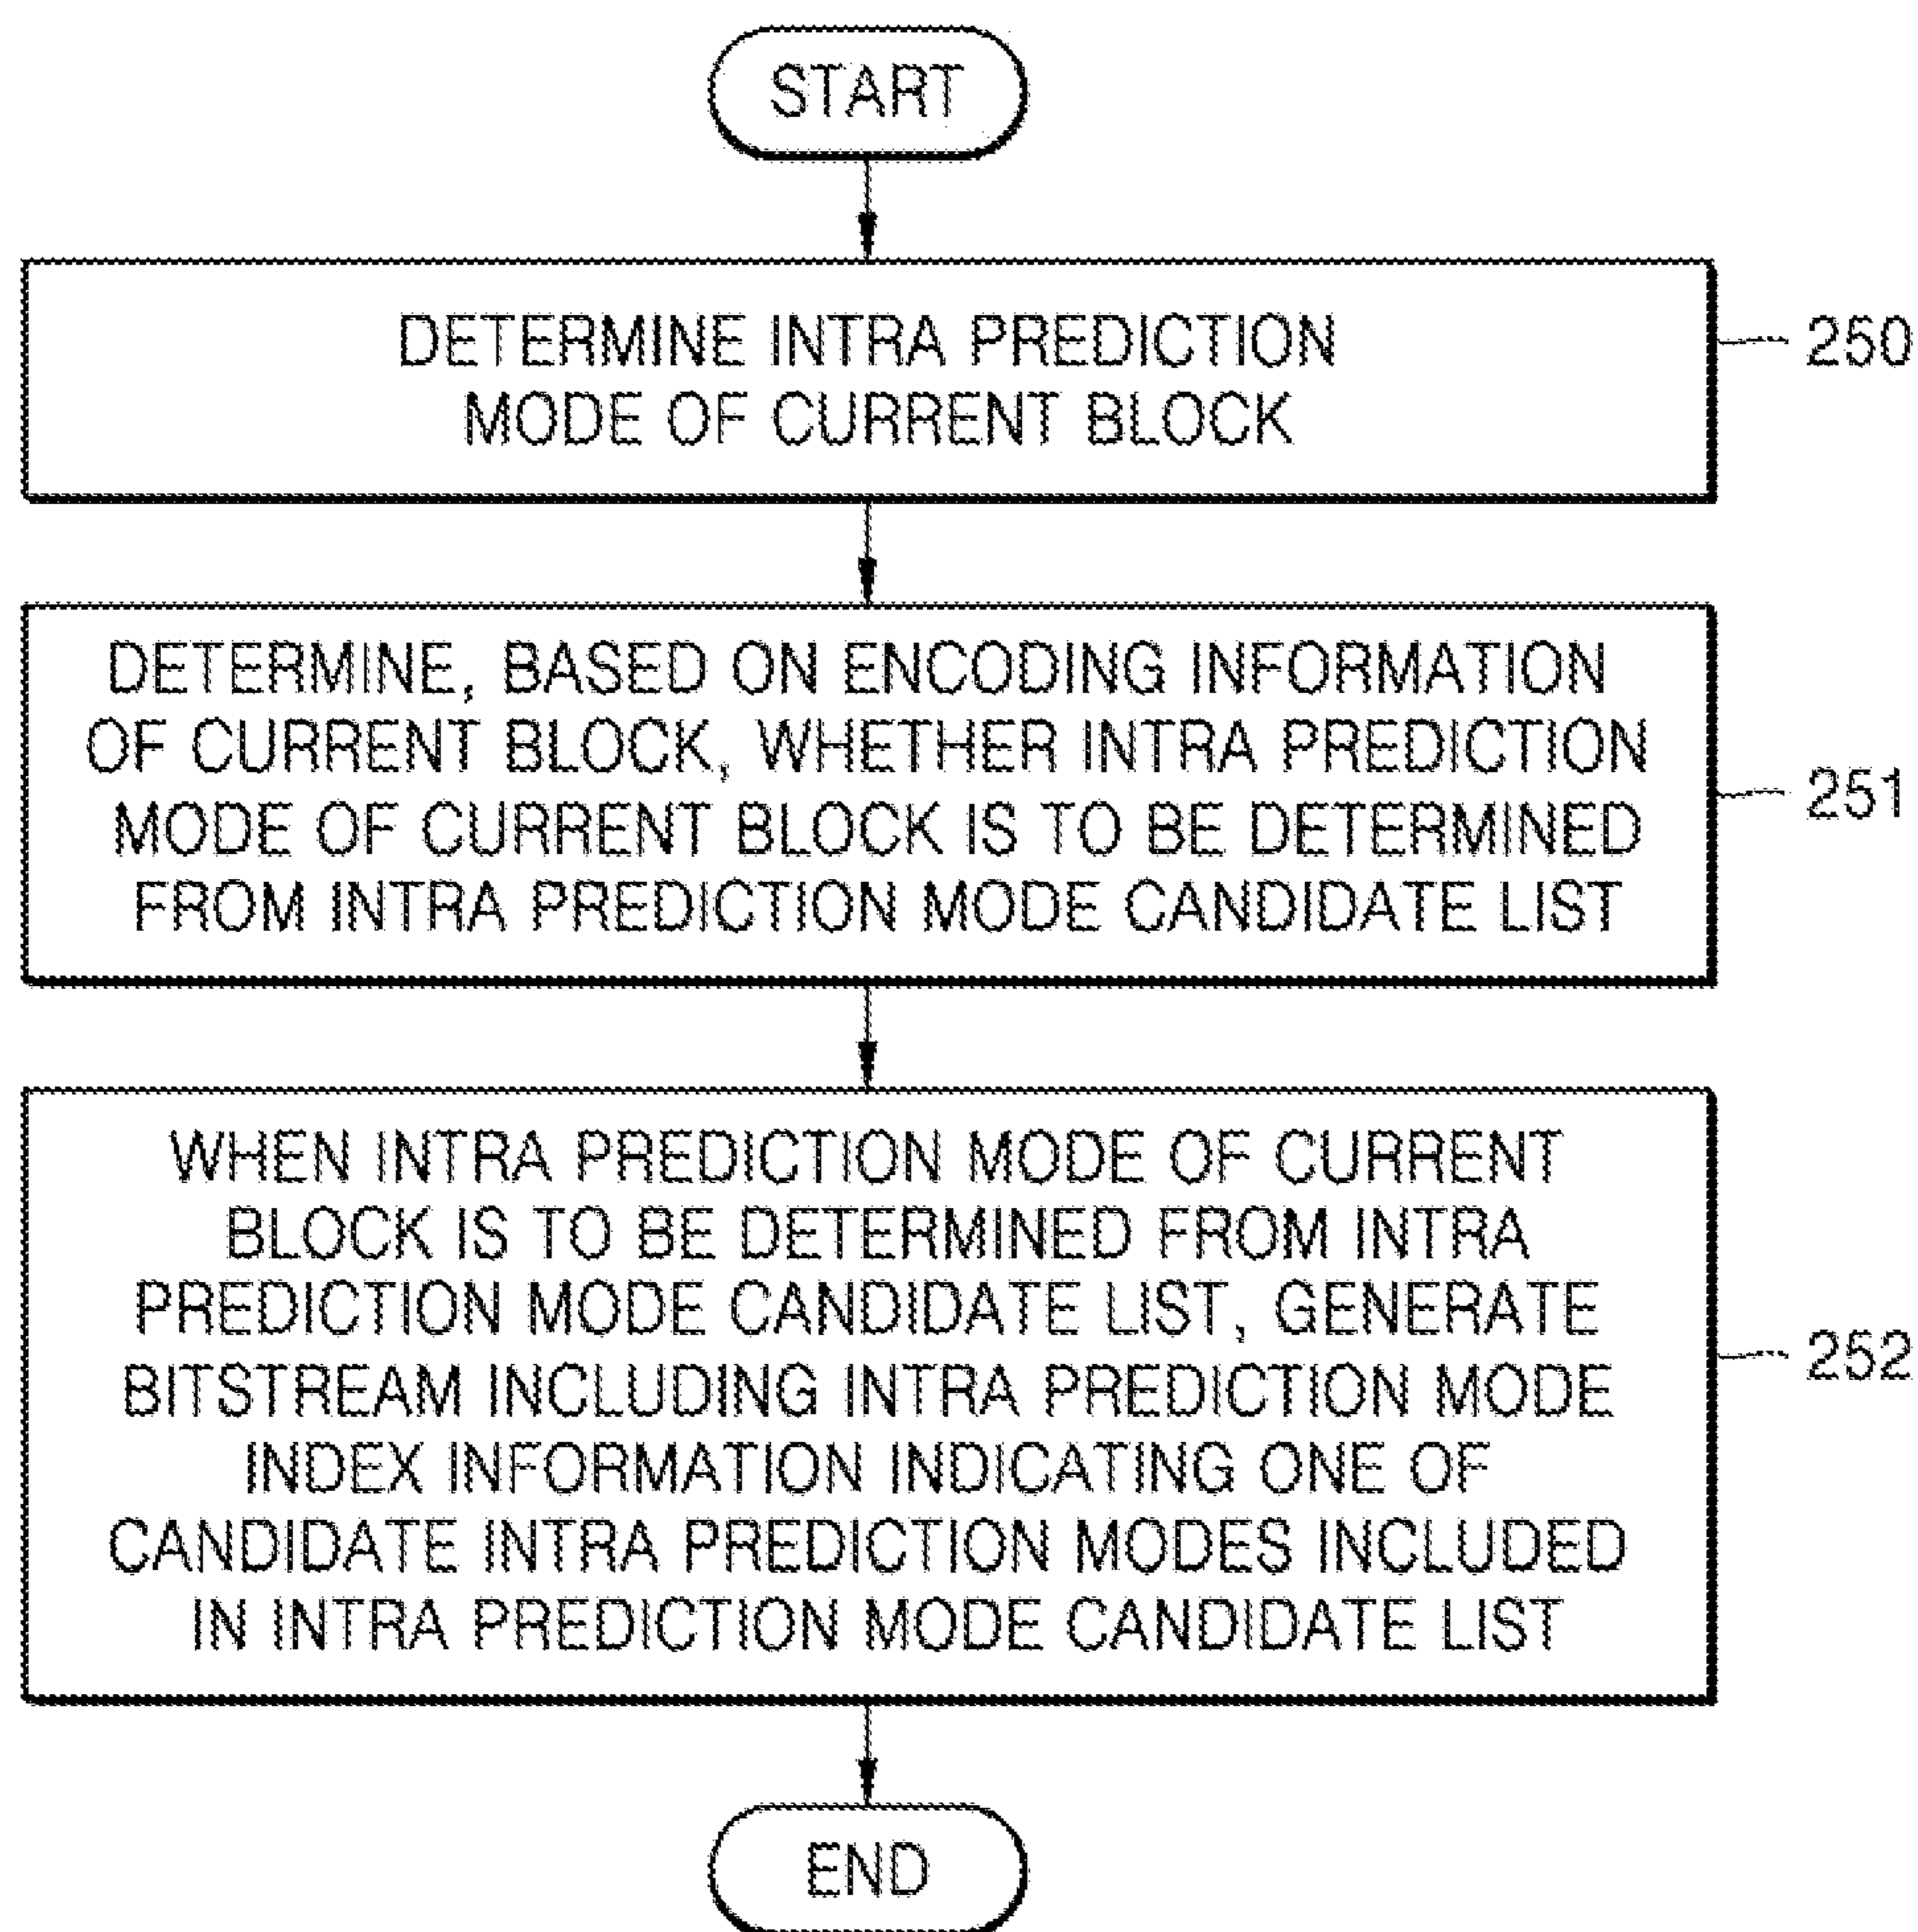 START
DETERMINE INTRA PREDICTION
MODE OF CURRENT BLOCK
250
DETERMINE, BASED ON ENCODING INFORMATION
OF CURRENT BLOCK, WHETHER INTRA PREDICTION
MODE OF CURRENT BLOCK IS TO BE DETERMINED
FROM INTRA PREDICTION MODE CANDIDATE LIST
251
WHEN INTRA PREDICTION MODE OF CURRENT
BLOCK IS TO BE DETERMINED FROM INTRA
PREDICTION MODE CANDIDATE LIST, GENERATE
BITSTREAM INCLUDING INTRA PREDICTION MODE
INDEX INFORMATION INDICATING ONE OF
CANDIDATE INTRA PREDICTION MODES INCLUDED
IN INTRA PREDICTION MODE CANDIDATE LIST
252
END